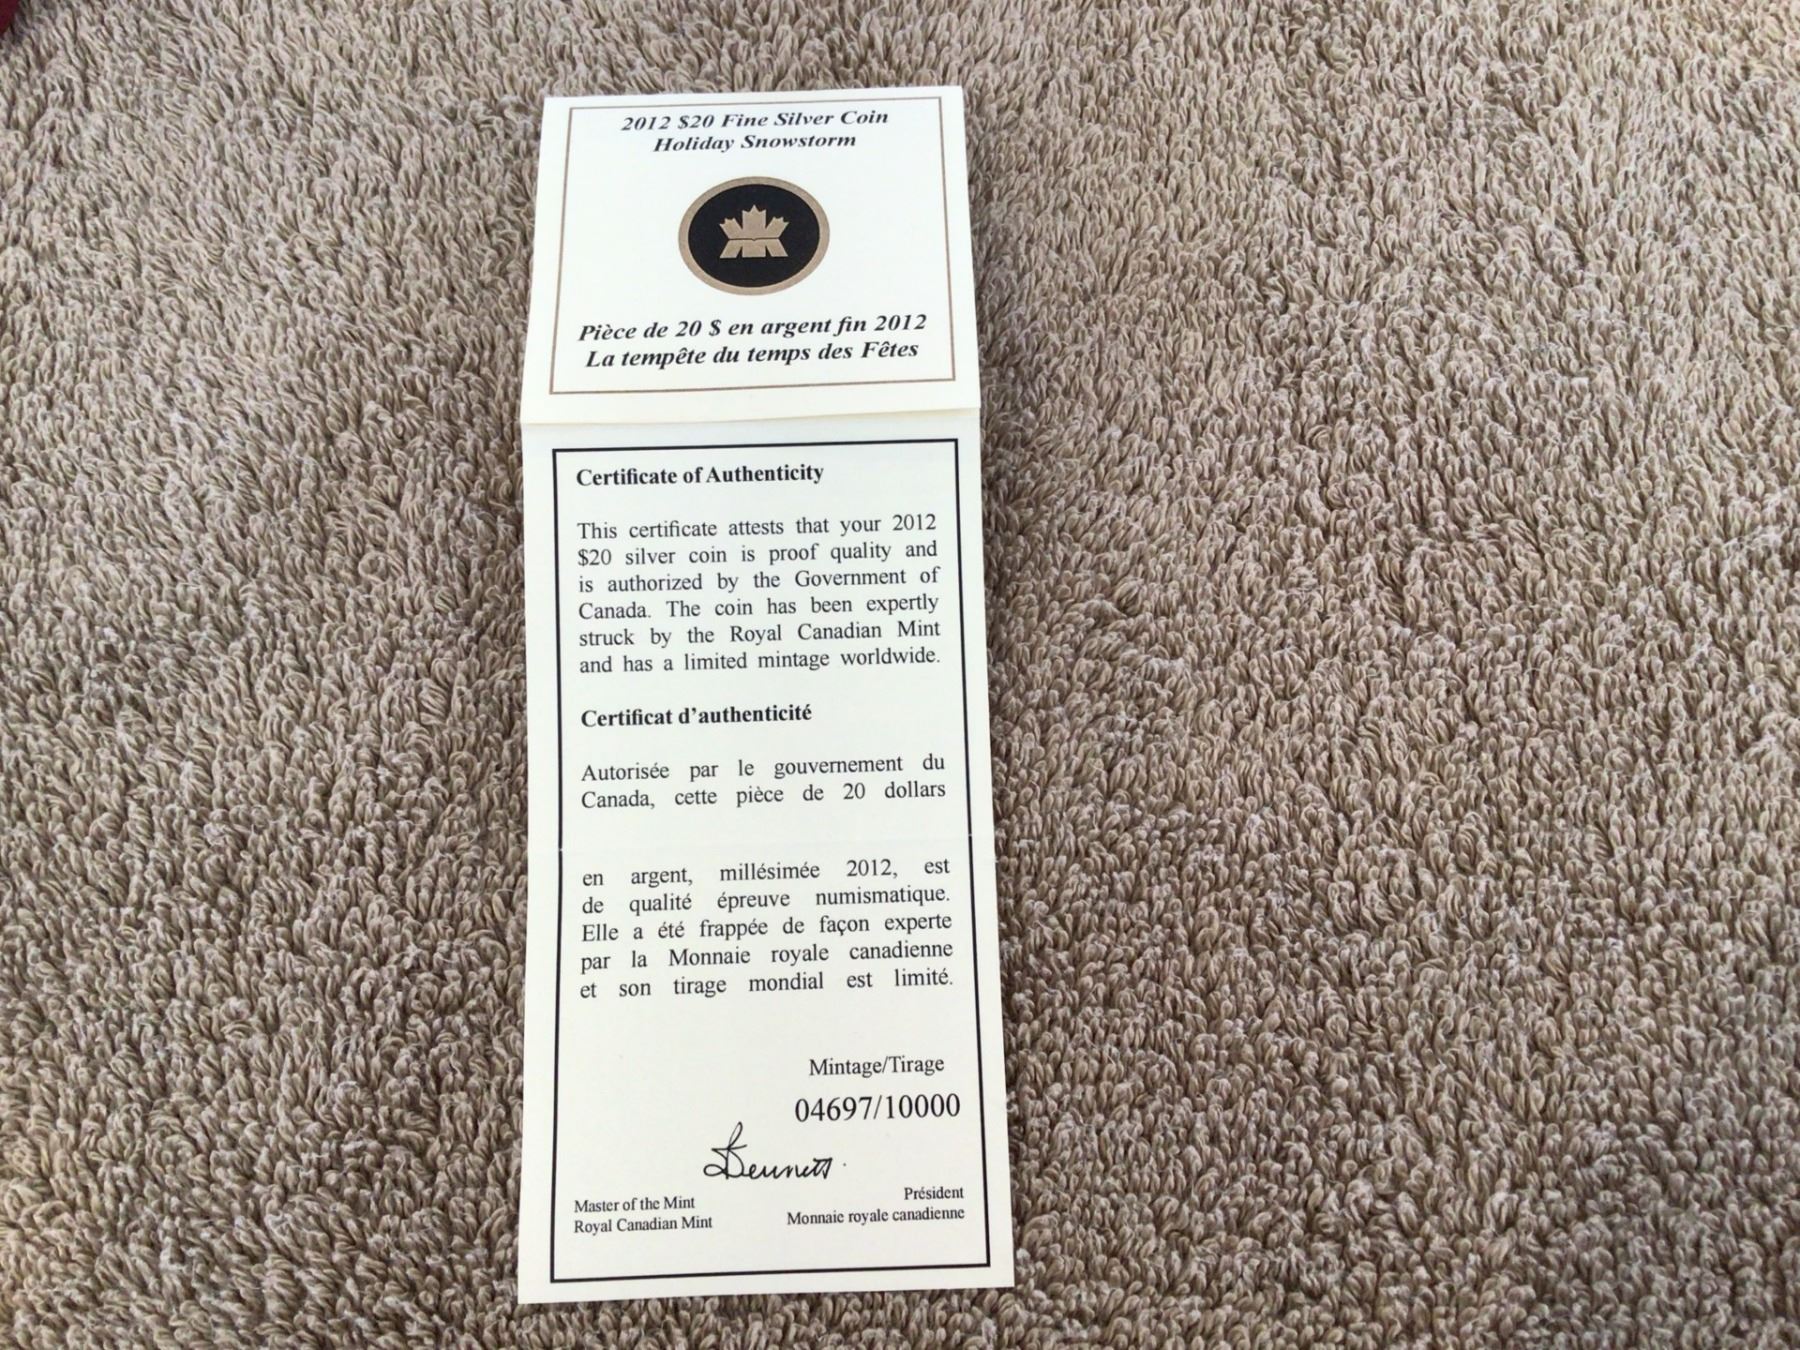 2012 $20 Fine Silver Coin
Holiday Snowstorm
Pièce de 20 $ en argent fin 2012
La tempête du temps des Fêtes
Certificate of Authenticity
This certificate attests that your 2012
$20 silver coin is proof quality and
is authorized by the Government of
Canada. The coin has been expertly
struck by the Royal Canadian Mint
and has a limited mintage worldwide.
Certificat d’authenticité
Autorisée par le gouvernement du
Canada, cette pièce de 20 dollars
en argent, millésimée 2012, est
de qualité épreuve numismatique.
Elle a été frappée de façon experte
par la Monnaie royale canadienne
et son tirage mondial est limité.
Mintage/Tirage
04697/10000
Bennett
Master of the Mint
Royal Canadian Mint
Président
Monnaie royale canadienne